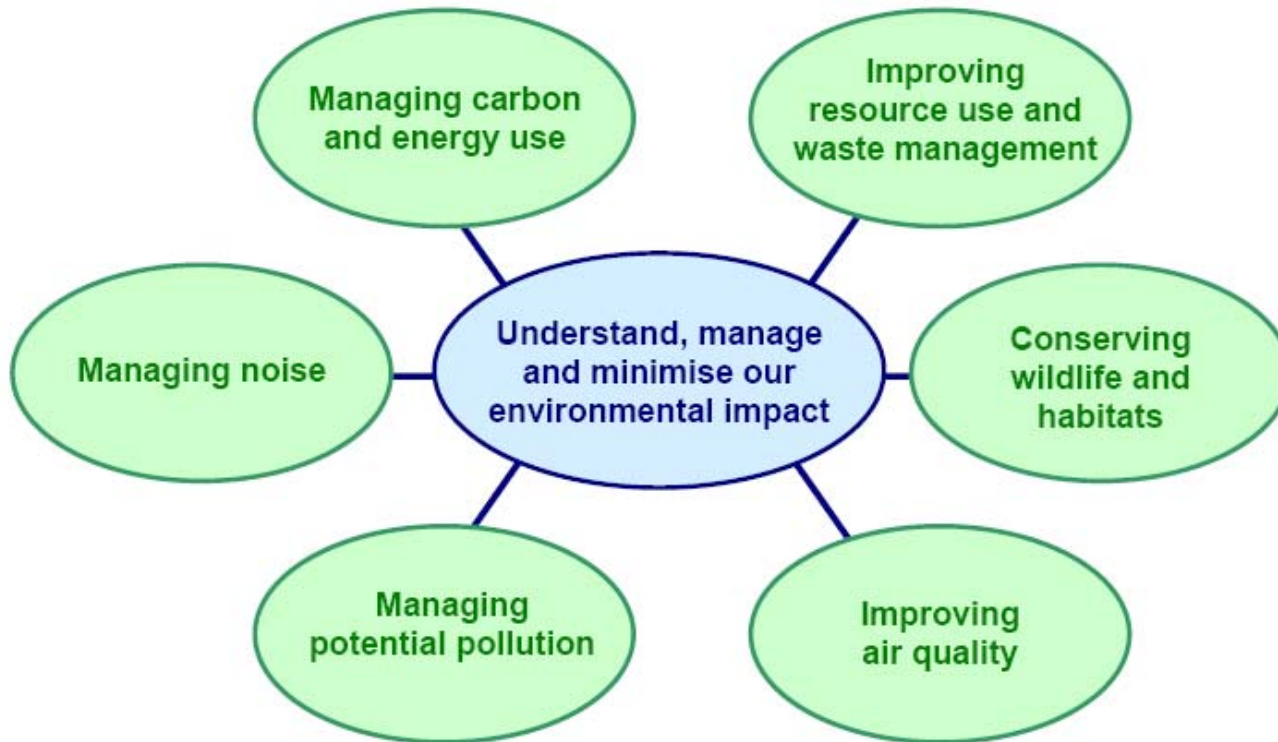 Managing carbon
and energy use
Improving
resource use and
waste management
Managing noise
Understand, manage
and minimise our
environmental impact
Conserving
wildlife and
habitats
Managing
potential pollution
Improving
air quality